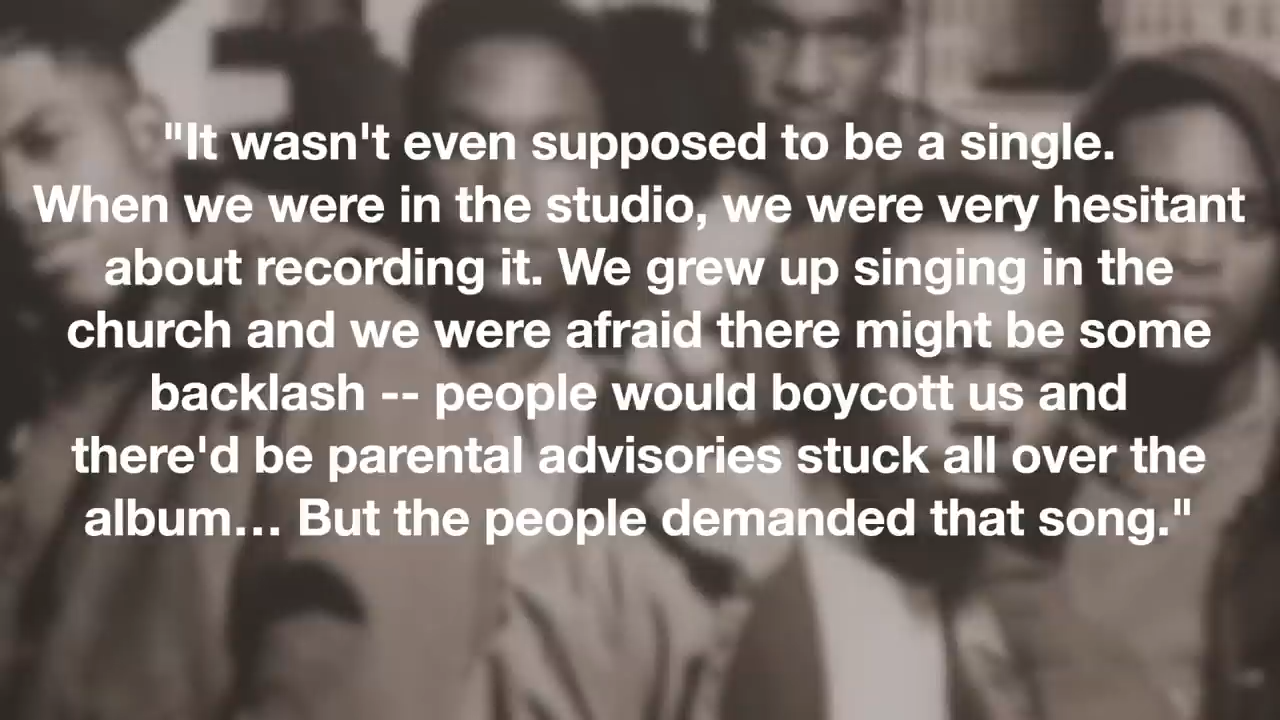 "It wasn't even supposed to be a single.
When we were in the studio, we were very hesitant
about recording it. We grew up singing in the
church and we were afraid there might be some
backlash -- people would boycott us and
there'd be parental advisories stuck all over the
album... But the people demanded that song."